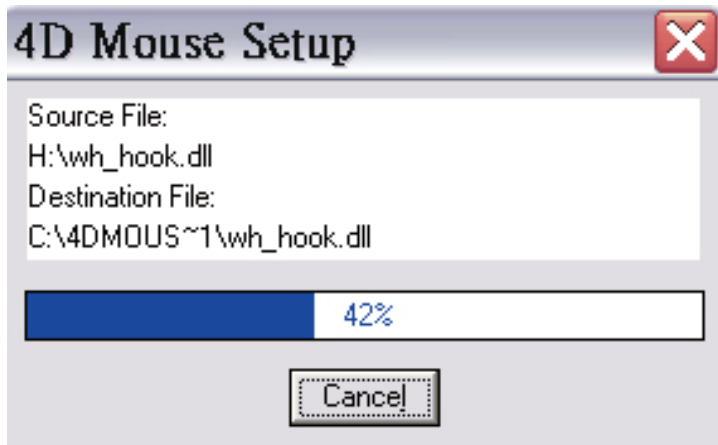 4D Mouse Setup
Source File:
H:\wh_hook.dll
Destination File:
C:\4DMOUS~1\wh_hook.dll
42%
Cancel